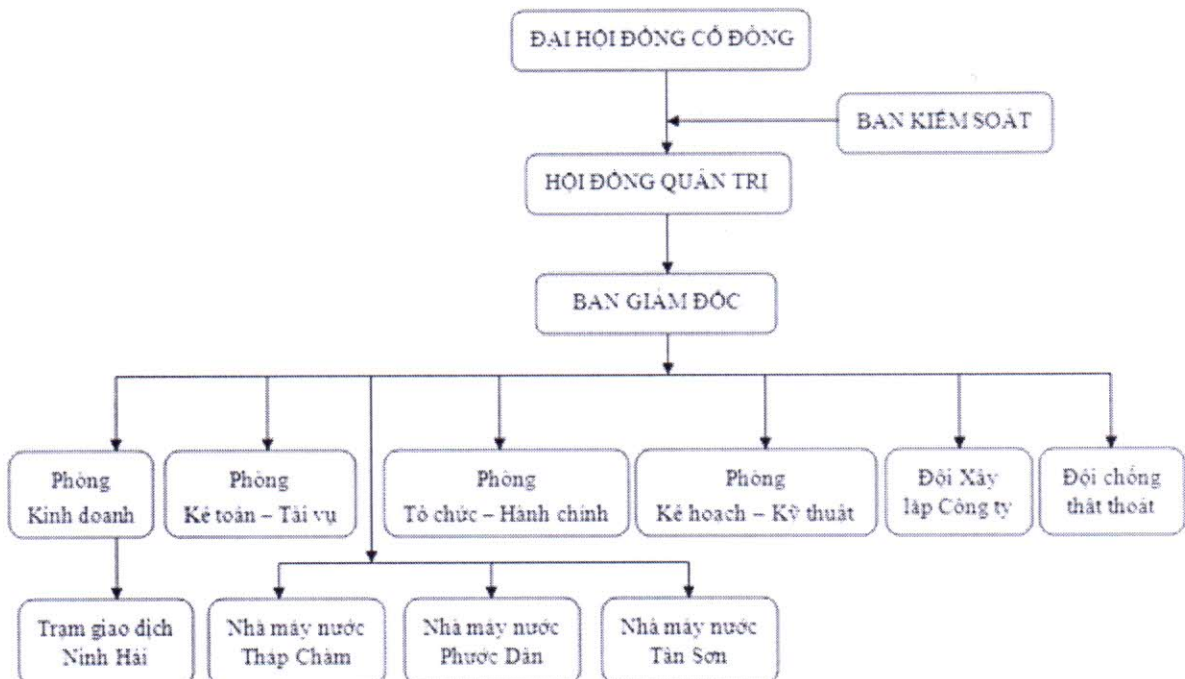 ĐẠI HỘI ĐỒNG CỔ ĐÔNG
BAN KIỂM SOÁT
HỘI ĐỒNG QUẢN TRỊ
BAN GIÁM ĐỐC
Phòng
Kinh doanh
Phòng
Kế toán – Tài vụ
Phòng
Tổ chức – Hành chính
Phòng
Kế hoạch – Kỹ thuật
Đội Xây
lắp Công ty
Đội chống
thất thoát
Trạm giao dịch
Ninh Hải
Nhà máy nước
Tháp Chàm
Nhà máy nước
Phước Dân
Nhà máy nước
Tân Sơn